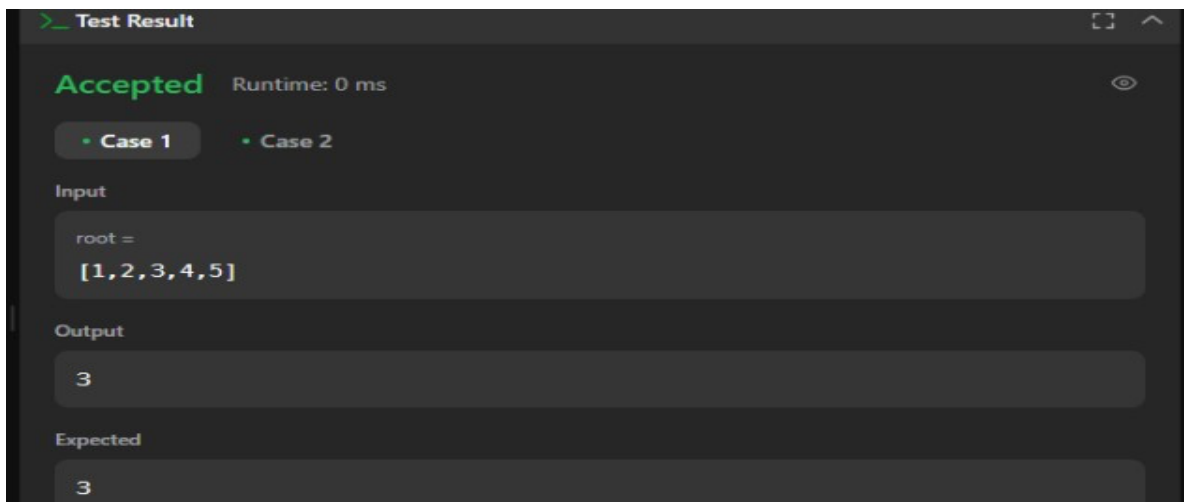 >_ Test Result
Accepted Runtime: 0 ms
• Case 1 • Case 2
Input
root =
[1,2,3,4,5]
Output
3
Expected
3